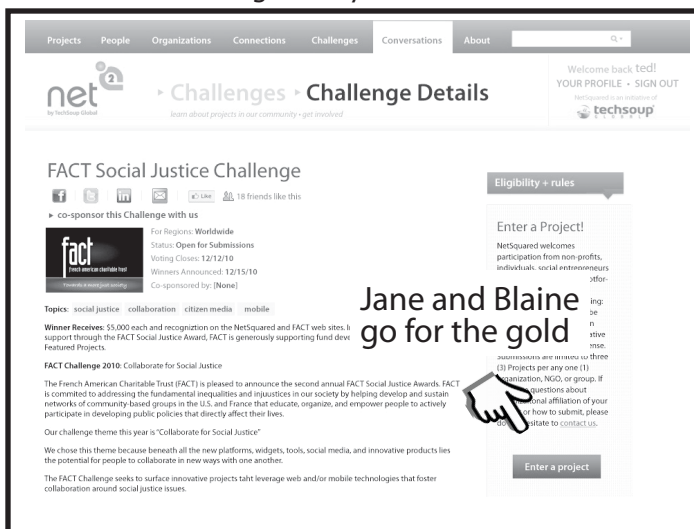 Projects People Organizations Connections Challenges Conversations About
net2
by TechSoup Global
Challenges Challenge Details
learn about projects in our community • get involved
Welcome back ted!
YOUR PROFILE • SIGN OUT
NetSquared is an initiative of
techsoup
GLOBAL
FACT Social Justice Challenge
Like 18 friends like this
co-sponsor this Challenge with us
fact
french american charitable trust
Towards a more just society
For Regions: Worldwide
Status: Open for Submissions
Voting Closes: 12/12/10
Winners Announced: 12/15/10
Co-sponsored by: [None]
Topics: social justice collaboration citizen media mobile
Winner Receives: $5,000 each and recogniztion on the NetSquared and FACT web sites.
support through the FACT Social Justice Award, FACT is generously supporting fund
Featured Projects.
FACT Challenge 2010: Collaborate for Social Justice
The French American Charitable Trust (FACT) is pleased to announce the second annual FACT Social Justice Awards. FACT
is commited to addressing the fundamental inequalities and injustices in our society by helping develop and sustain
networks of community-based groups in the U.S. and France that educate, organize, and empower people to actively
participate in developing public policies that directly affect their lives.
Our challenge theme this year is "Collaborate for Social Justice"
We chose this theme because beneath all the new platforms, widgets, tools, social media, and innovative products lies
the potential for people to collaborate in new ways with one another.
The FACT Challenge seeks to surface innovative projects taht leverage web and/or mobile technologies that foster
collaboration around social justice issues.
Jane and Blaine
go for the gold
Eligibility + rules
Enter a Project!
NetSquared welcomes
participation from non-profits,
individuals, social entrepreneurs
Submissions are limited to three
(3) Projects per any one (1)
organization, NGO, or group. If
questions about
affiliation of your
or how to submit, please
contact us.
Enter a project